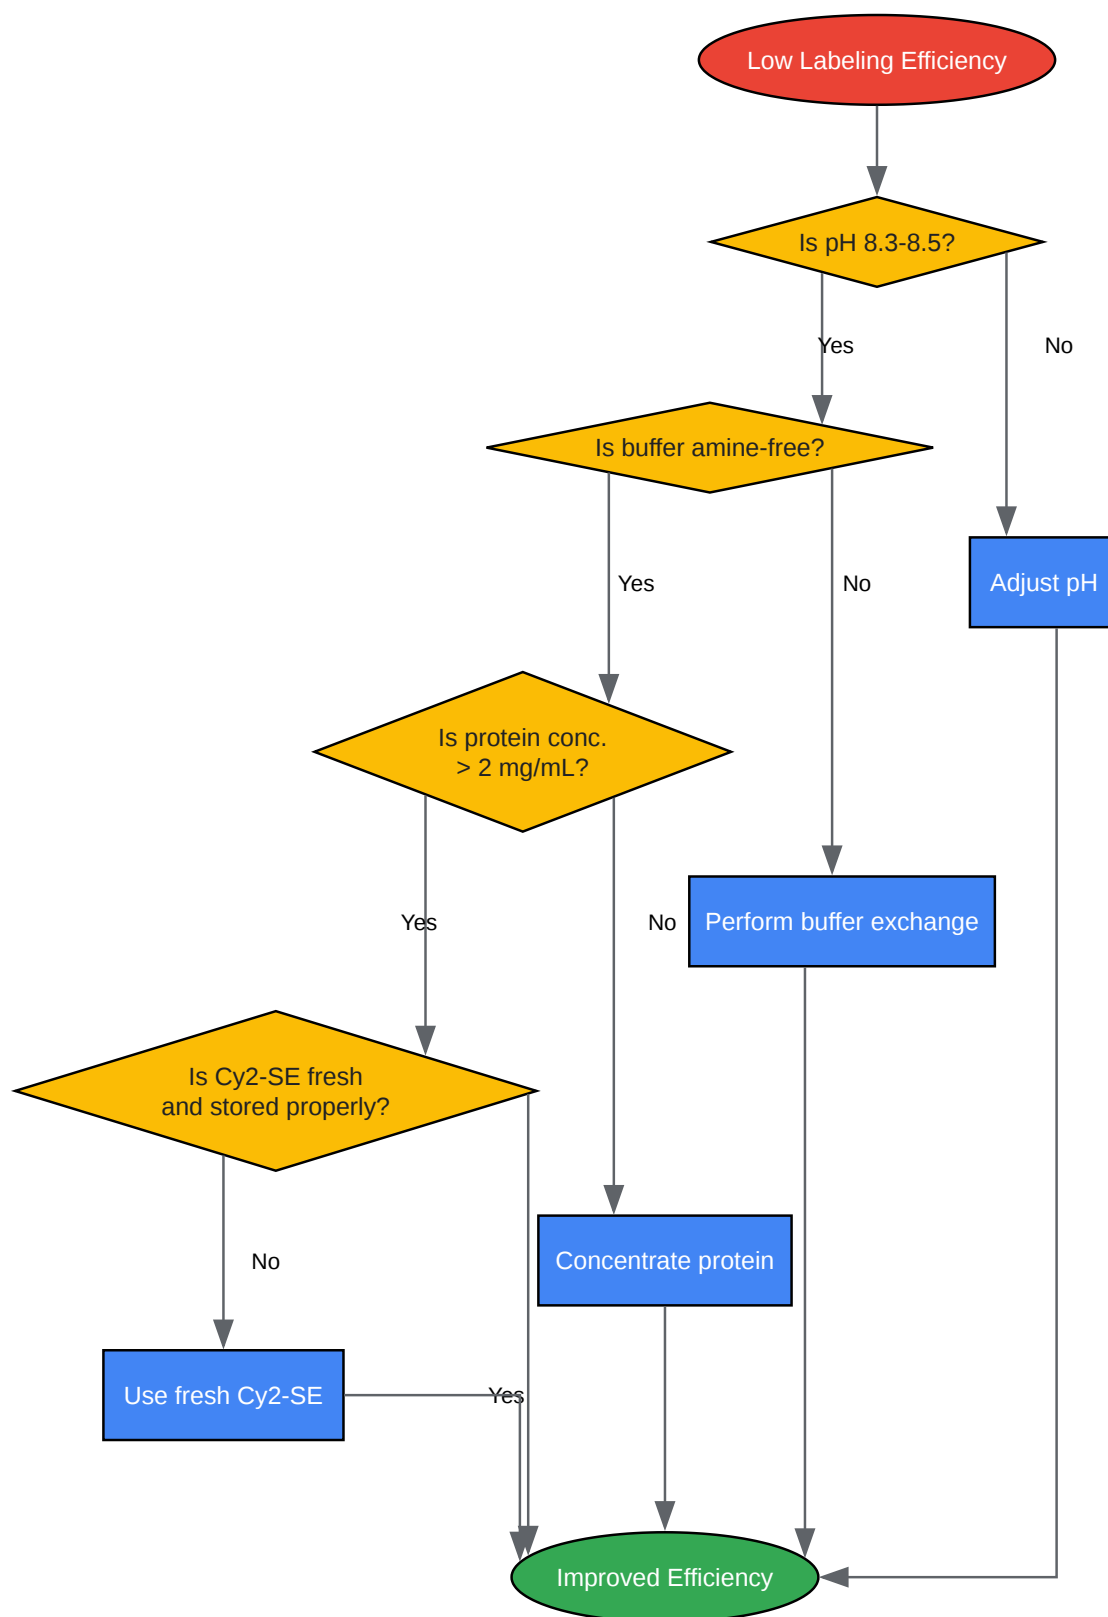 Low Labeling Efficiency
Is pH 8.3-8.5?
Yes
No
Is buffer amine-free?
Yes
No
Adjust pH
Is protein conc.
> 2 mg/mL?
Yes
No
Perform buffer exchange
Is Cy2-SE fresh
and stored properly?
No
Concentrate protein
Use fresh Cy2-SE
Yes
Improved Efficiency